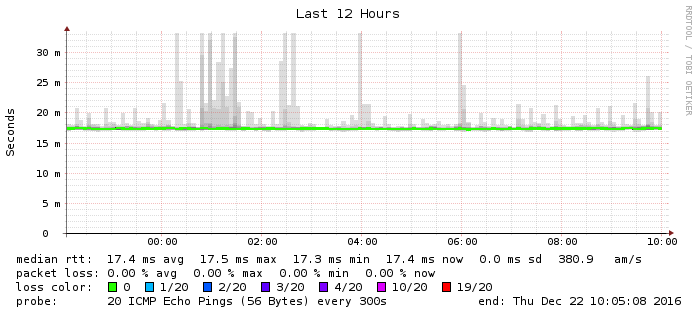 Last 12 Hours
RRDTOOL / TOBI OETIKER
Seconds
30 m
25 m
20 m
15 m
10 m
5 m
0
00:00 02:00 04:00 06:00 08:00 10:00
median rtt: 17.4 ms avg 17.5 ms max 17.3 ms min 17.4 ms now 0.0 ms sd 380.9 am/s
packet loss: 0.00 % avg 0.00 % max 0.00 % min 0.00 % now
loss color: 0 1/20 2/20 3/20 4/20 10/20 19/20
probe: 20 ICMP Echo Pings (56 Bytes) every 300s end: Thu Dec 22 10:05:08 2016